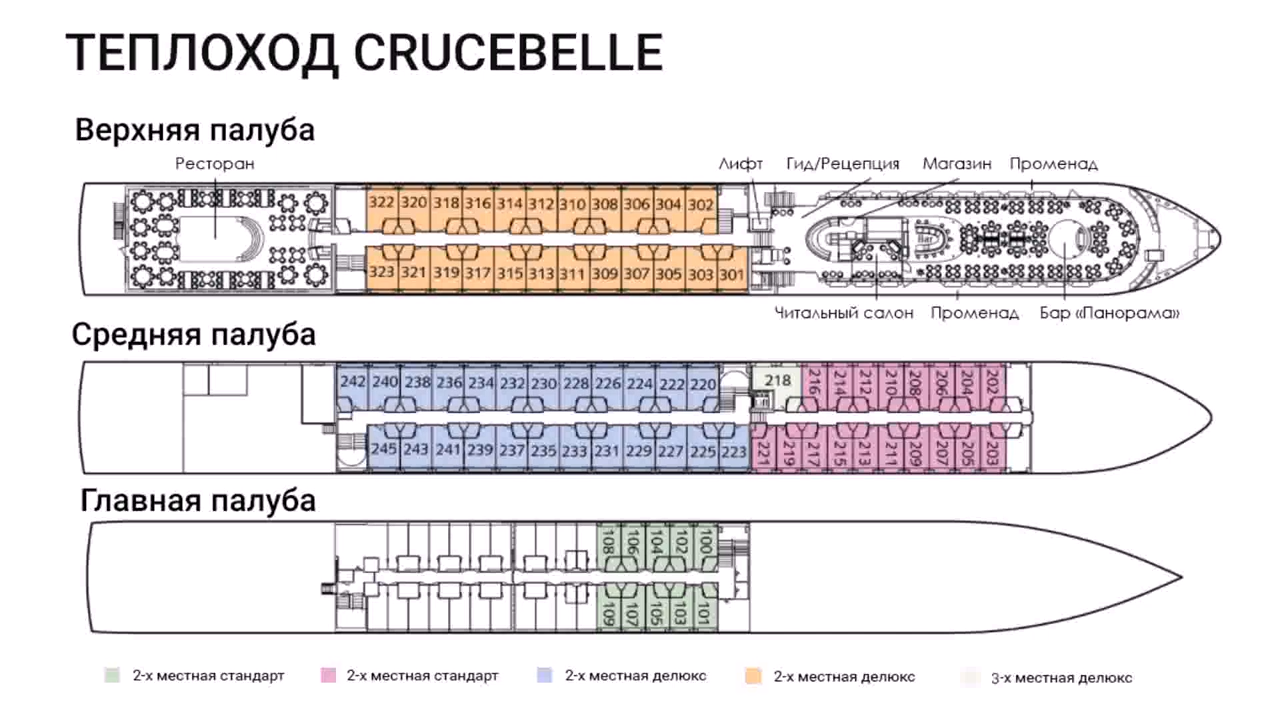 ТЕПЛОХОД CRUCEBELLE
Верхняя палуба
Ресторан Лифт Гид/Рецепция Магазин Променад
322 320 318 316 314 312 310 308 306 304 302
Bar
323 321 319 317 315 313 311 309 307 305 303 301
Читальный салон Променад Бар «Панорама»
Средняя палуба
242 240 238 236 234 232 230 228 226 224 222 220 218 216 214 212 210 208 206 204 202
245 243 241 239 237 235 233 231 229 227 225 223 221 219 217 215 213 211 209 207 205 203
Главная палуба
108 106 104 102 100
109 107 105 103 101
2-х местная стандарт 2-х местная стандарт 2-х местная делюкс 2-х местная делюкс 3-х местная делюкс